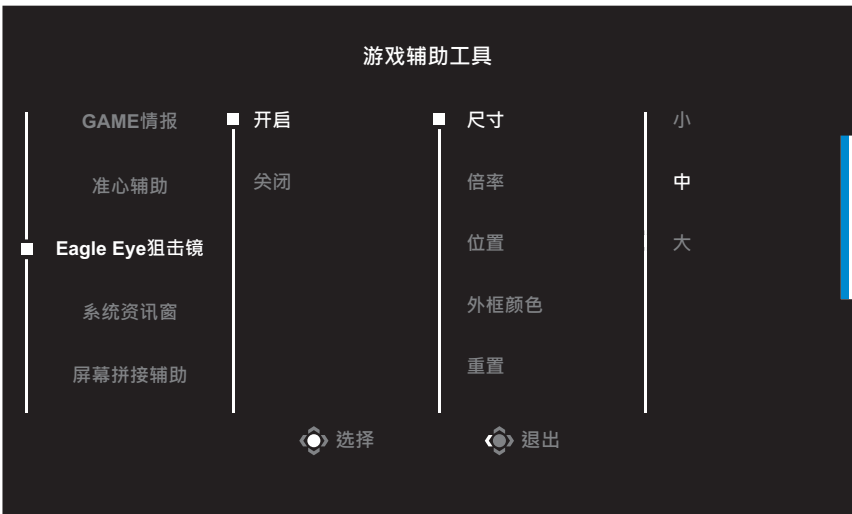 游戏辅助工具
GAME情报
准心辅助
Eagle Eye狙击镜
系统资讯窗
屏幕拼接辅助
开启
关闭
尺寸
倍率
位置
外框颜色
重置
小
中
大
选择
退出